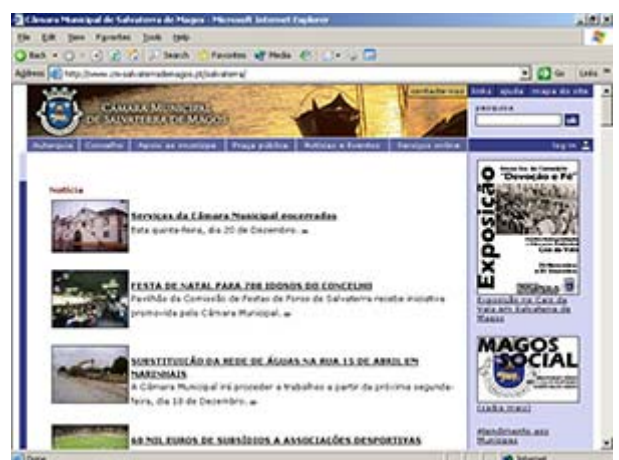 Câmara Municipal de Salvaterra de Magos - Microsoft Internet Explorer
File Edit View Favorites Tools Help
Back Search Favorites Media
Address http://www.cm-salvaterrademagos.pt/salvaterra/ Go Links
contacte-nos links ajuda mapa do site
CÂMARA MUNICIPAL
DE SALVATERRA DE MAGOS
pesquisa
ok
Autarquia Concelho Apoio ao munícipe Praça pública Notícias e Eventos Serviços online log in
Notícia
Serviços da Câmara Municipal encerrados
Esta quinta-feira, dia 20 de Dezembro.
FESTA DE NATAL PARA 700 IDOSOS DO CONCELHO
Pavilhão da Comissão de Festas de Foros de Salvaterra recebe iniciativa
promovida pela Câmara Municipal.
SUBSTITUIÇÃO DA REDE DE ÁGUAS NA RUA 15 DE ABRIL EM
MARINHAIS
A Câmara Municipal irá proceder a trabalhos a partir da próxima segunda-
feira, dia 18 de Dezembro.
60 MIL EUROS DE SUBSÍDIOS A ASSOCIAÇÕES DESPORTIVAS
Exposição
"Devoção e Fé"
Exposição no Cais da
Vala em Salvaterra de
Magos
MAGOS
SOCIAL
(saiba mais)
Atendimento aos
Munícipes
Done
Internet